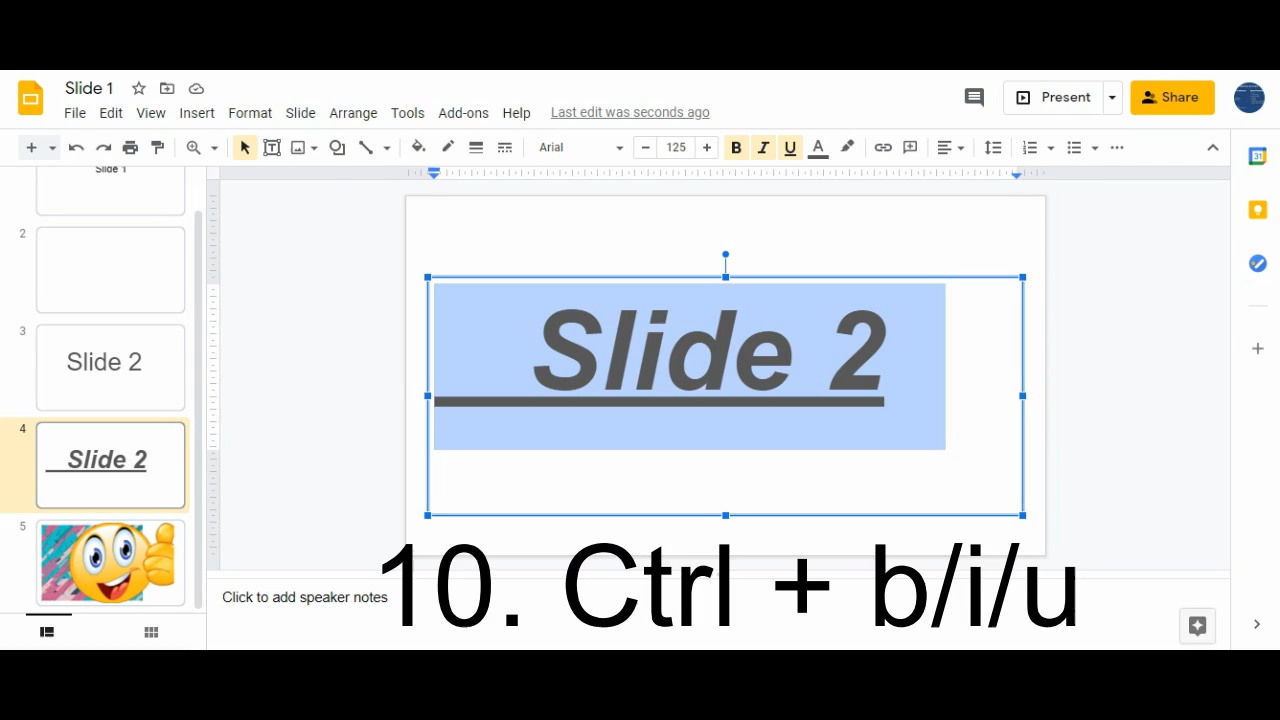 Slide 1
File Edit View Insert Format Slide Arrange Tools Add-ons Help Last edit was seconds ago
Present
Share
Arial
125
B I U A
31
Slide 1
2
3
Slide 2
4
Slide 2
5
Slide 2
Click to add speaker notes
10. Ctrl + b/i/u